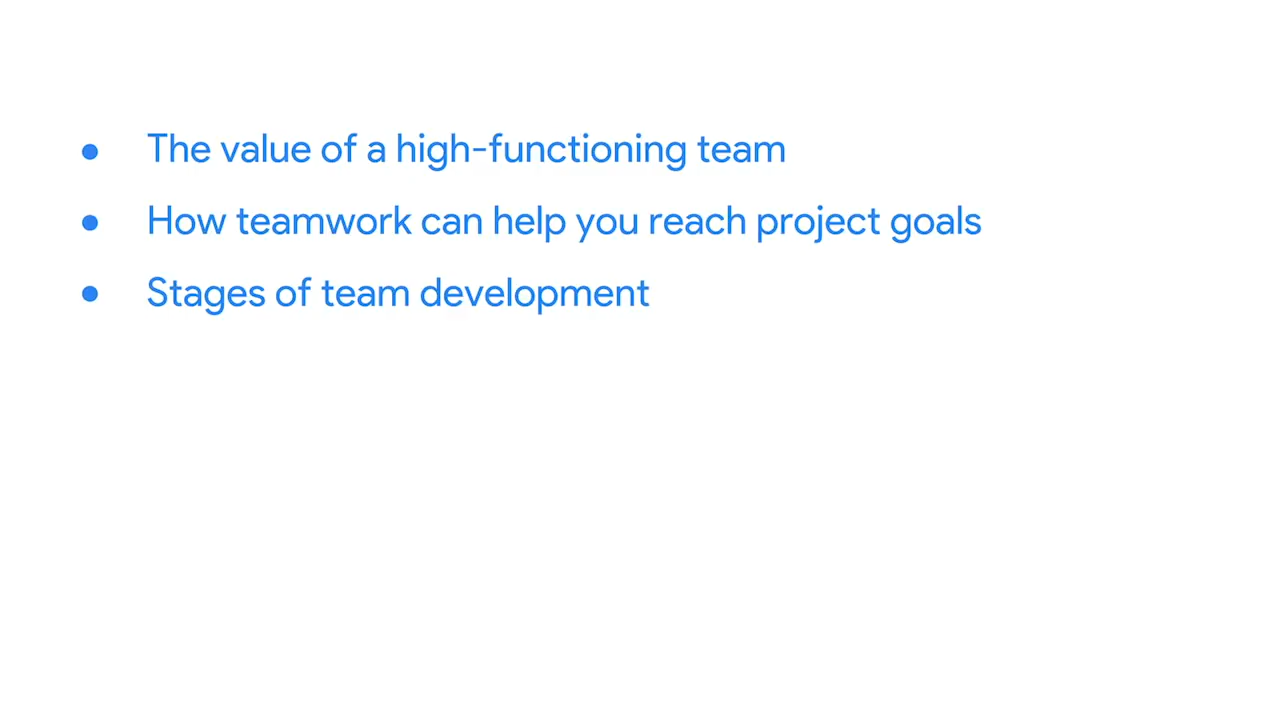 ● The value of a high-functioning team
● How teamwork can help you reach project goals
● Stages of team development